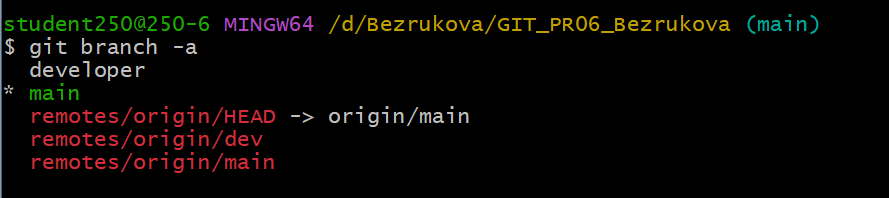 student250@250-6 MINGW64 /d/Bezrukova/GIT_PR06_Bezrukova (main)
$ git branch -a
  developer
* main
  remotes/origin/HEAD -> origin/main
  remotes/origin/dev
  remotes/origin/main